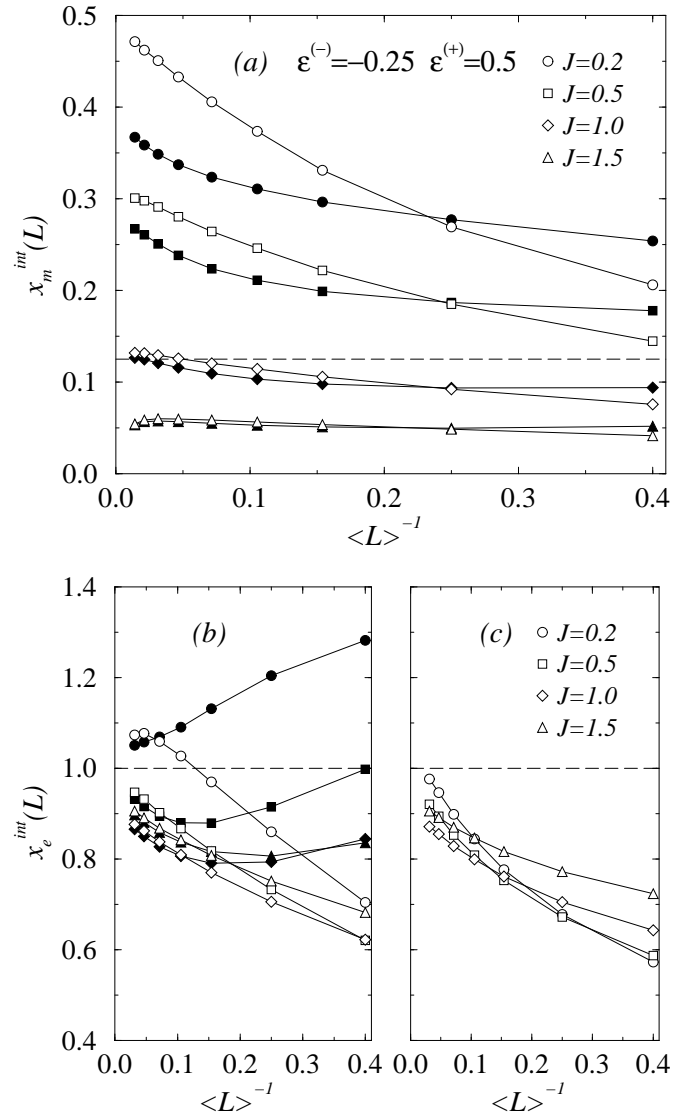 0.5
(a) ε(−)=−0.25 ε(+)=0.5
J=0.2
J=0.5
J=1.0
J=1.5
0.4
0.3
0.2
0.1
0.0
x_m^int(L)
0.0 0.1 0.2 0.3 0.4
<L>^−1
1.4
1.2
1.0
0.8
0.6
0.4
x_e^int(L)
(b)
0.0 0.1 0.2 0.3 0.4
<L>^−1
(c)
J=0.2
J=0.5
J=1.0
J=1.5
0.0 0.1 0.2 0.3 0.4
<L>^−1